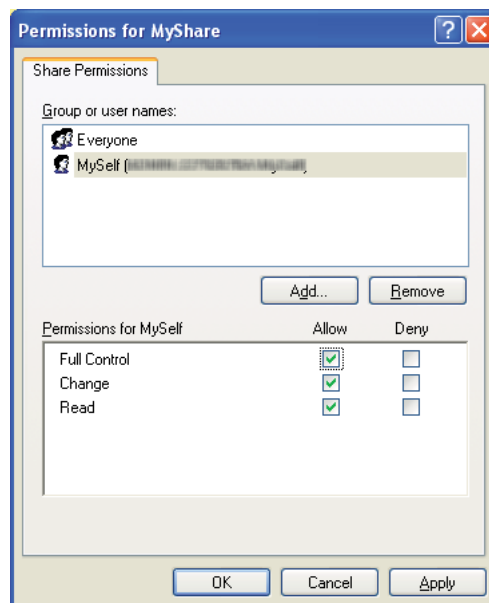 Permissions for MyShare
Share Permissions
Group or user names:
Everyone
MySelf (
Add... Remove
Permissions for MySelf Allow Deny
Full Control
Change
Read
OK Cancel Apply